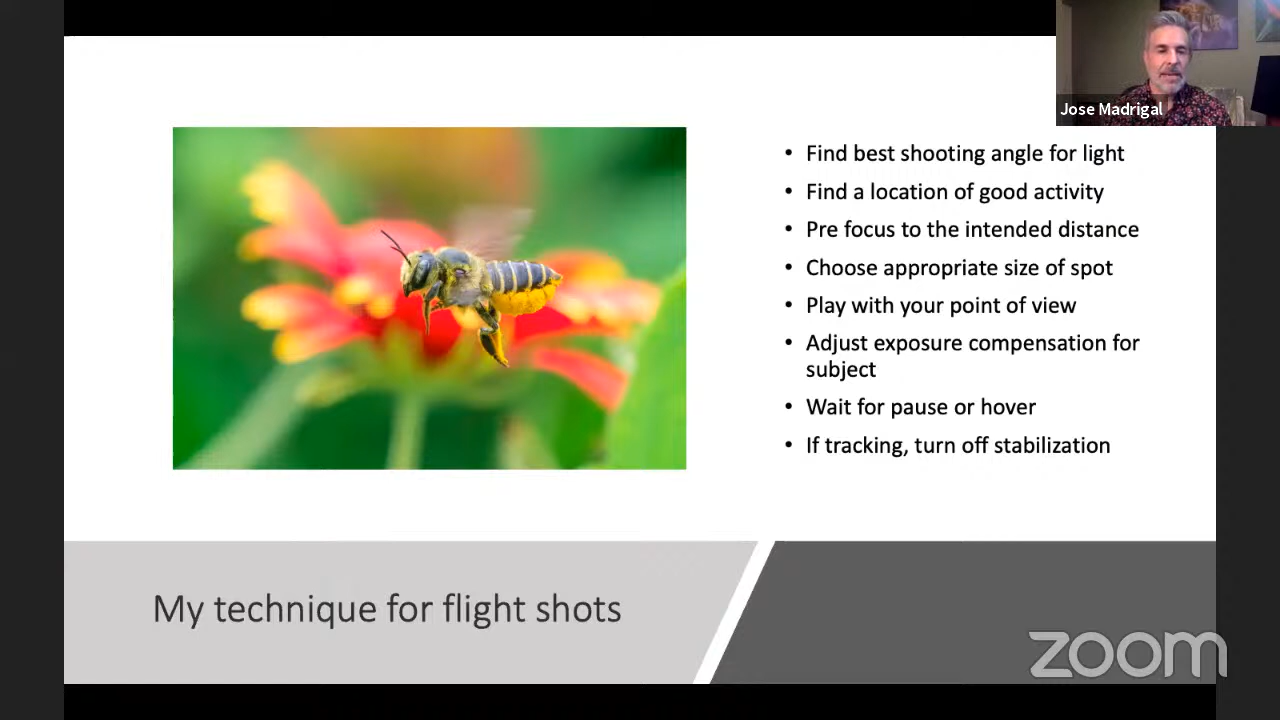 Jose Madrigal
• Find best shooting angle for light
• Find a location of good activity
• Pre focus to the intended distance
• Choose appropriate size of spot
• Play with your point of view
• Adjust exposure compensation for
subject
• Wait for pause or hover
• If tracking, turn off stabilization
My technique for flight shots
zoom